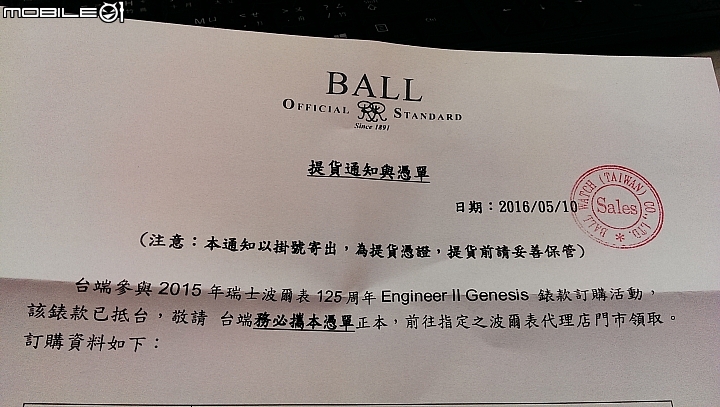 MOBILE01
BALL
OFFICIAL RR STANDARD
Since 1891
提貨通知與憑單
日期：2016/05/10
BALL WATCH (TAIWAN) CO., LTD.
Sales
（注意：本通知以掛號寄出，為提貨憑證，提貨前請妥善保管）
台端參與 2015 年瑞士波爾表 125 周年 Engineer II Genesis 錶款訂購活動，
該錶款已抵台，敬請 台端務必攜本憑單正本，前往指定之波爾表代理店門市領取。
訂購資料如下：